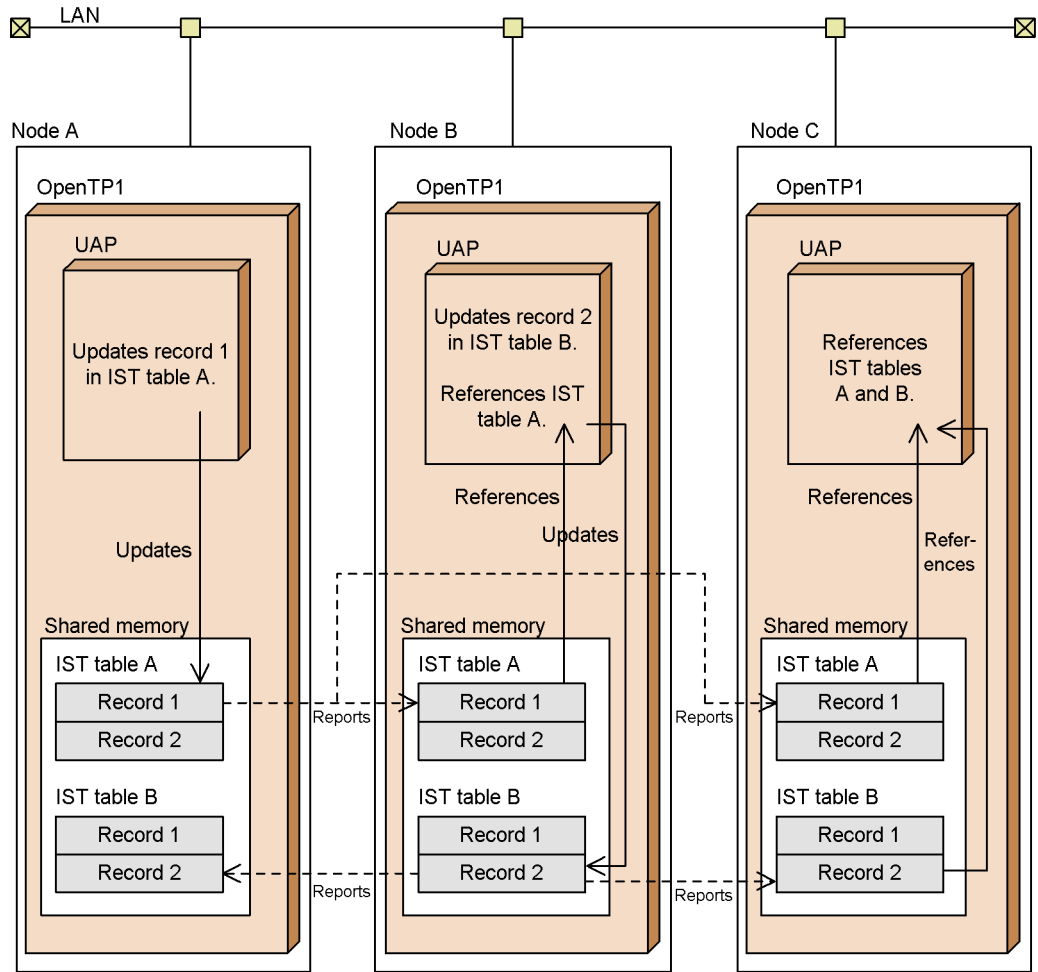 LAN
Node A
OpenTP1
UAP
Updates record 1
in IST table A.
Updates
Shared memory
IST table A
Record 1
Record 2
IST table B
Record 1
Record 2
Reports
Reports
Node B
OpenTP1
UAP
Updates record 2
in IST table B.
References IST
table A.
References
Updates
Shared memory
IST table A
Record 1
Record 2
IST table B
Record 1
Record 2
Reports
Reports
Node C
OpenTP1
UAP
References
IST tables
A and B.
References
Refer-
ences
Shared memory
IST table A
Record 1
Record 2
IST table B
Record 1
Record 2